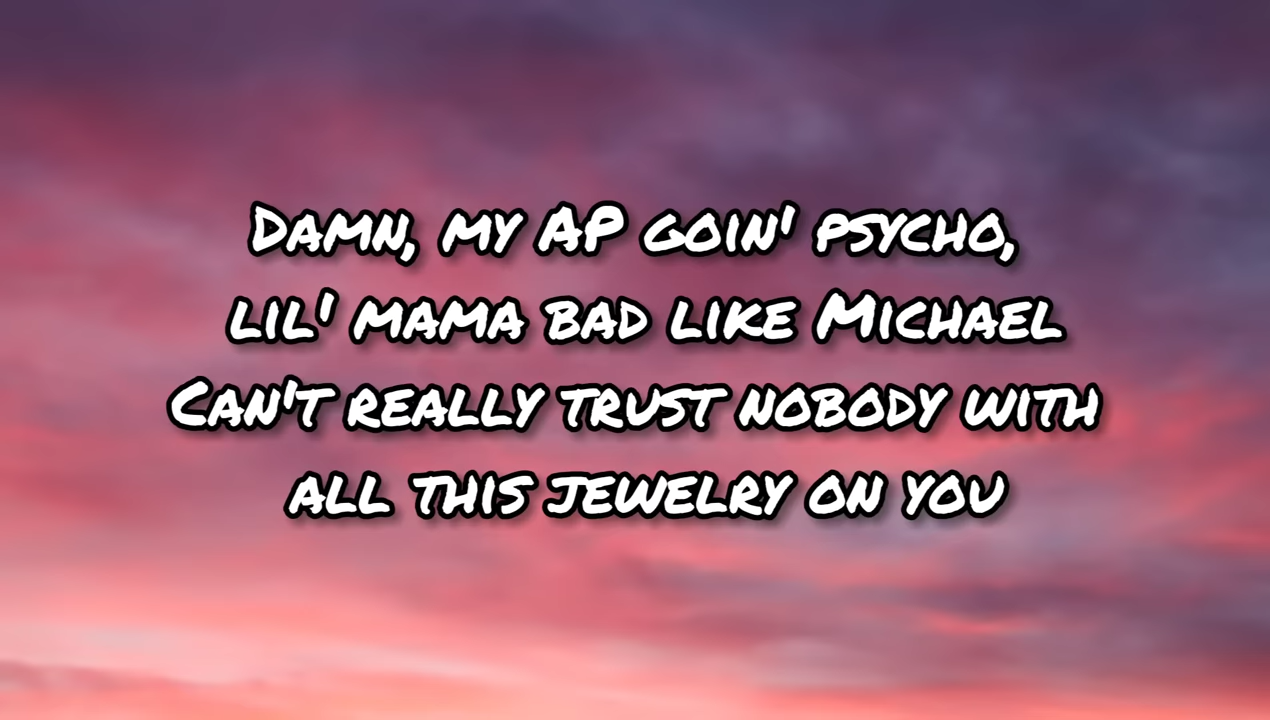 Damn, my AP goin' psycho,
lil' mama bad like Michael
Can't really trust nobody with
all this jewelry on you